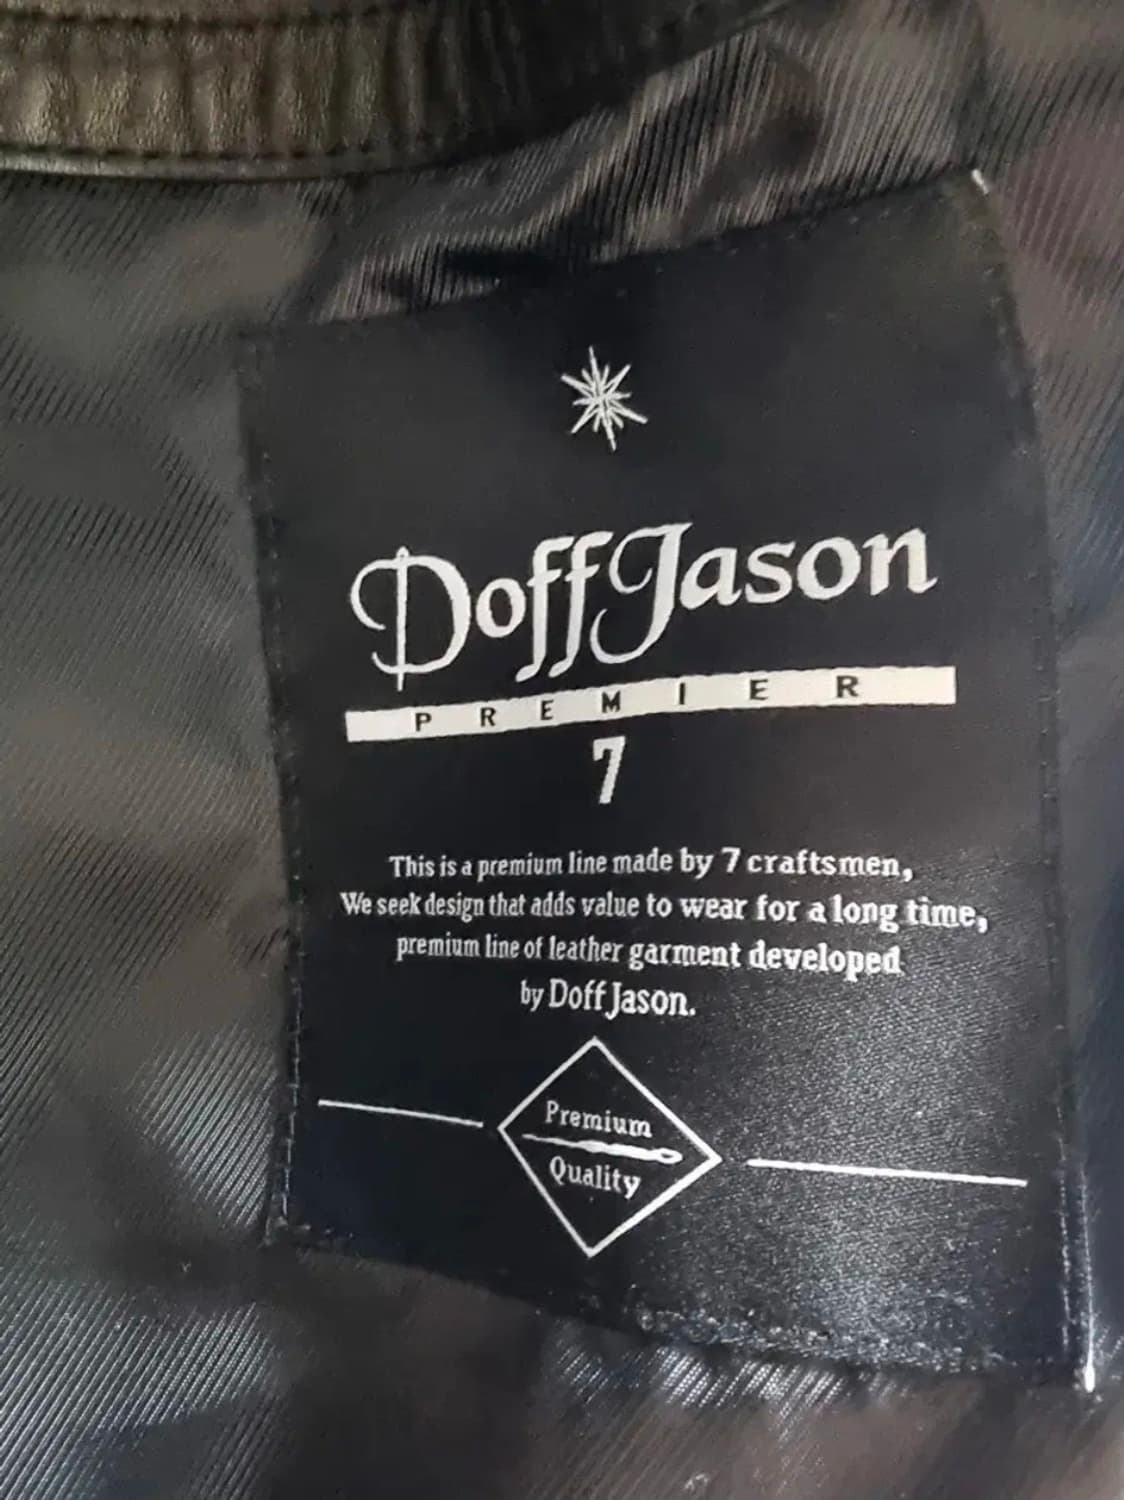 DoffJason
PREMIER
7
This is a premium line made by 7 craftsmen,
We seek design that adds value to wear for a long time,
premium line of leather garment developed
by Doff Jason.
Premium
Quality